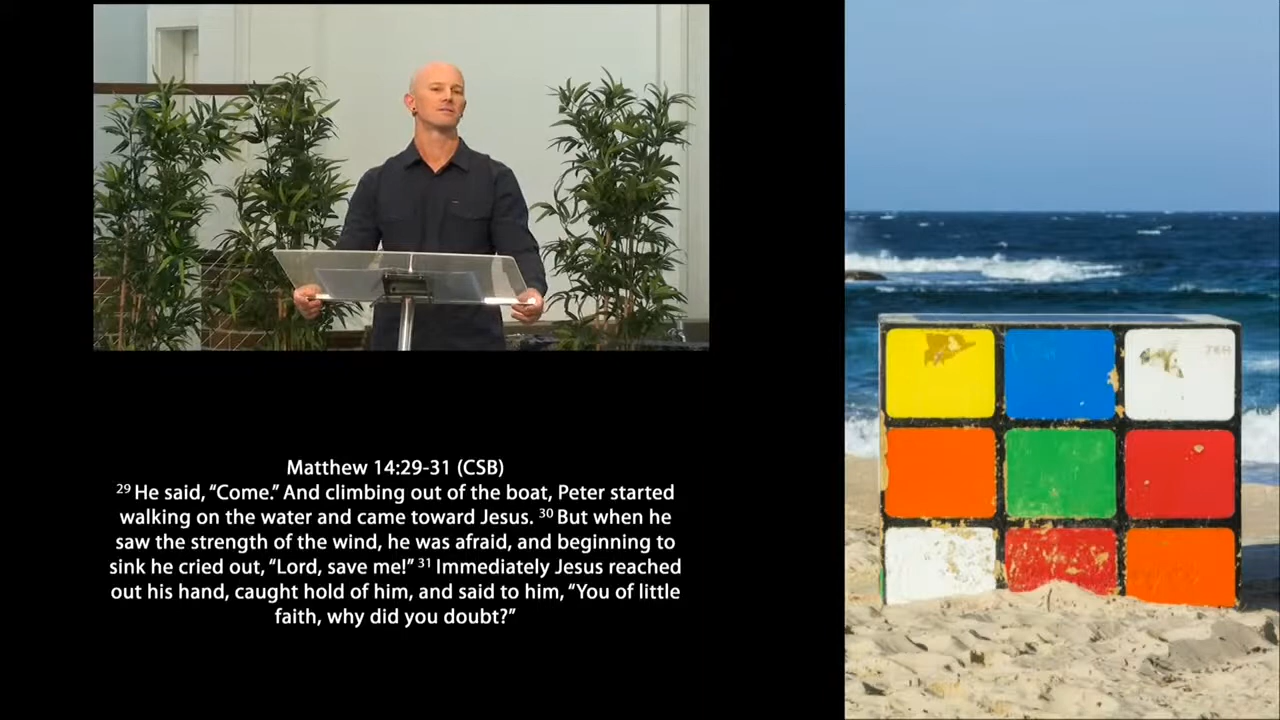 Matthew 14:29-31 (CSB)
²⁹ He said, “Come.” And climbing out of the boat, Peter started
walking on the water and came toward Jesus. ³⁰ But when he
saw the strength of the wind, he was afraid, and beginning to
sink he cried out, “Lord, save me!” ³¹ Immediately Jesus reached
out his hand, caught hold of him, and said to him, “You of little
faith, why did you doubt?”